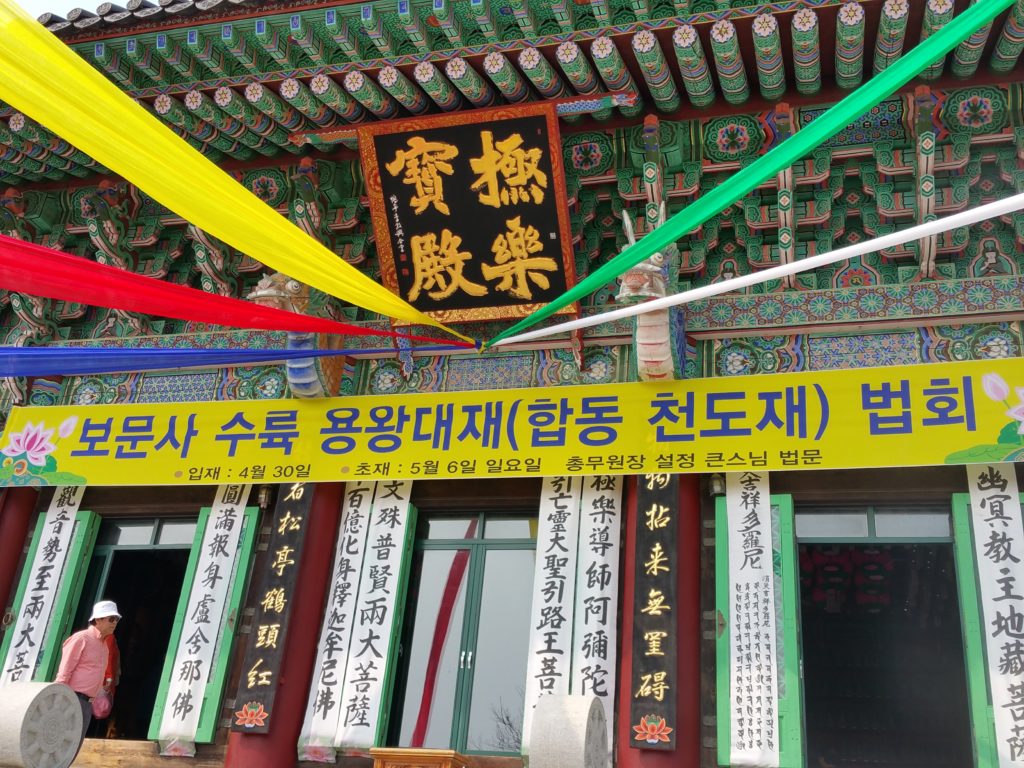 極樂
寶殿
보문사 수륙 용왕대재(합동 천도재) 법회
입재 : 4월 30일 초재 : 5월 6일 일요일 총무원장 설정 큰스님 법문
觀音勢至兩大菩
圓滿報身盧舍那佛
松亭鶴頭紅
百億化身釋迦牟尼佛
文殊普賢兩大菩薩
引亡靈大聖引路王菩
極樂導師阿彌陀
拈来無罣碍
祥多羅尼
幽冥教主地藏菩薩